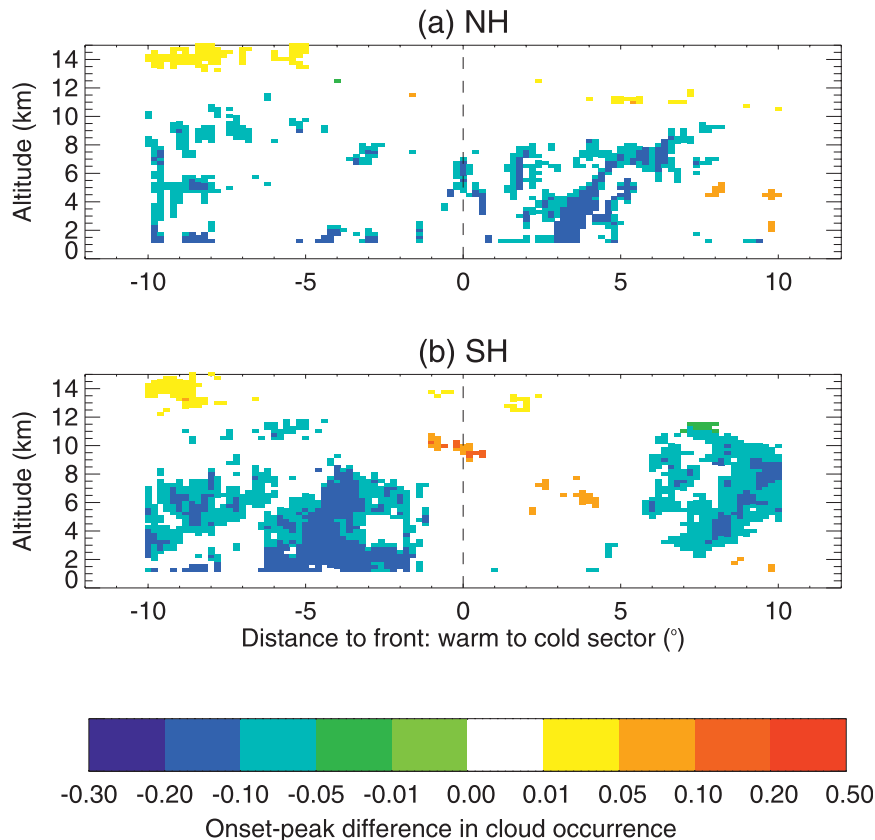 (a) NH
Altitude (km)
14
12
10
8
6
4
2
0
-10 -5 0 5 10
(b) SH
Altitude (km)
14
12
10
8
6
4
2
0
-10 -5 0 5 10
Distance to front: warm to cold sector (°)
-0.30 -0.20 -0.10 -0.05 -0.01 0.00 0.01 0.05 0.10 0.20 0.50
Onset-peak difference in cloud occurrence